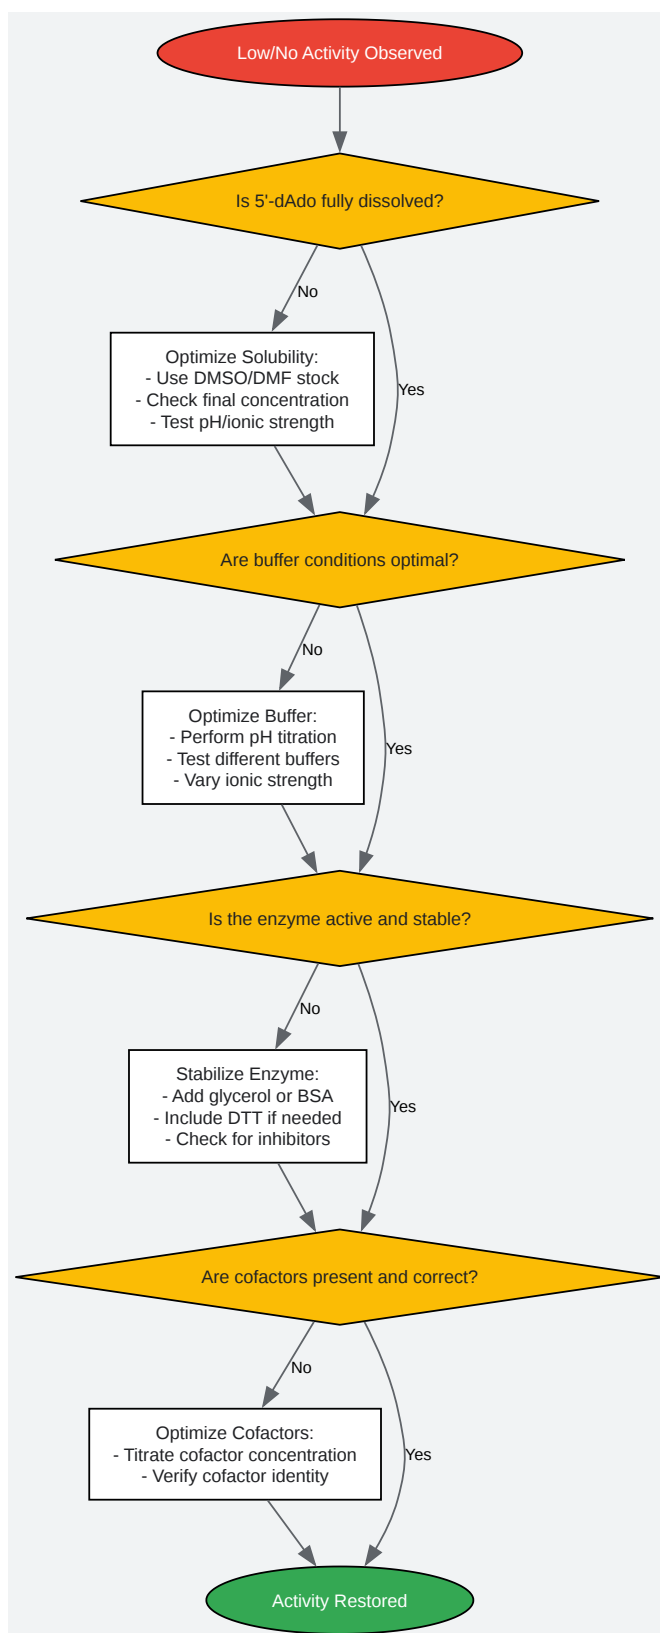 Low/No Activity Observed
Is 5'-dAdo fully dissolved?
No
Optimize Solubility:
- Use DMSO/DMF stock
- Check final concentration
- Test pH/ionic strength
Yes
Are buffer conditions optimal?
No
Optimize Buffer:
- Perform pH titration
- Test different buffers
- Vary ionic strength
Yes
Is the enzyme active and stable?
No
Stabilize Enzyme:
- Add glycerol or BSA
- Include DTT if needed
- Check for inhibitors
Yes
Are cofactors present and correct?
No
Optimize Cofactors:
- Titrate cofactor concentration
- Verify cofactor identity
Yes
Activity Restored